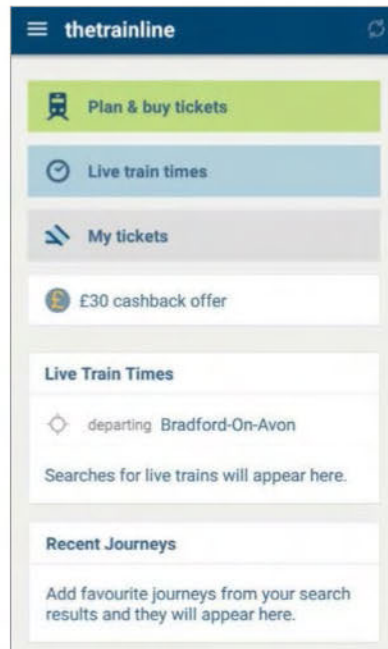 thetrainline
Plan & buy tickets
Live train times
My tickets
£30 cashback offer
Live Train Times
departing Bradford-On-Avon
Searches for live trains will appear here.
Recent Journeys
Add favourite journeys from your search
results and they will appear here.